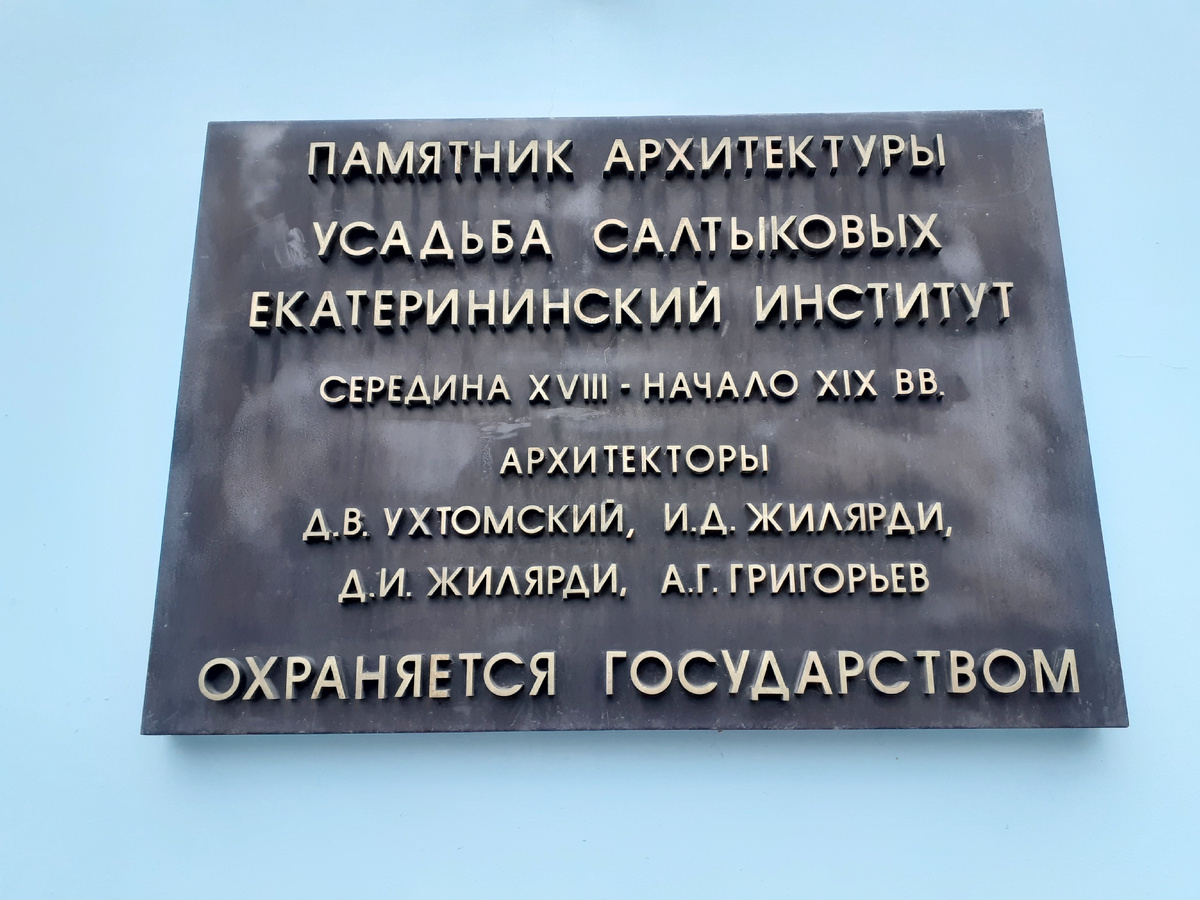 ПАМЯТНИК АРХИТЕКТУРЫ
УСАДЬБА САЛТЫКОВЫХ
ЕКАТЕРИНИНСКИЙ ИНСТИТУТ
СЕРЕДИНА XVIII - НАЧАЛО XIX ВВ.
АРХИТЕКТОРЫ
Д.В. УХТОМСКИЙ, И.Д. ЖИЛЯРДИ,
Д.И. ЖИЛЯРДИ, А.Г. ГРИГОРЬЕВ
ОХРАНЯЕТСЯ ГОСУДАРСТВОМ